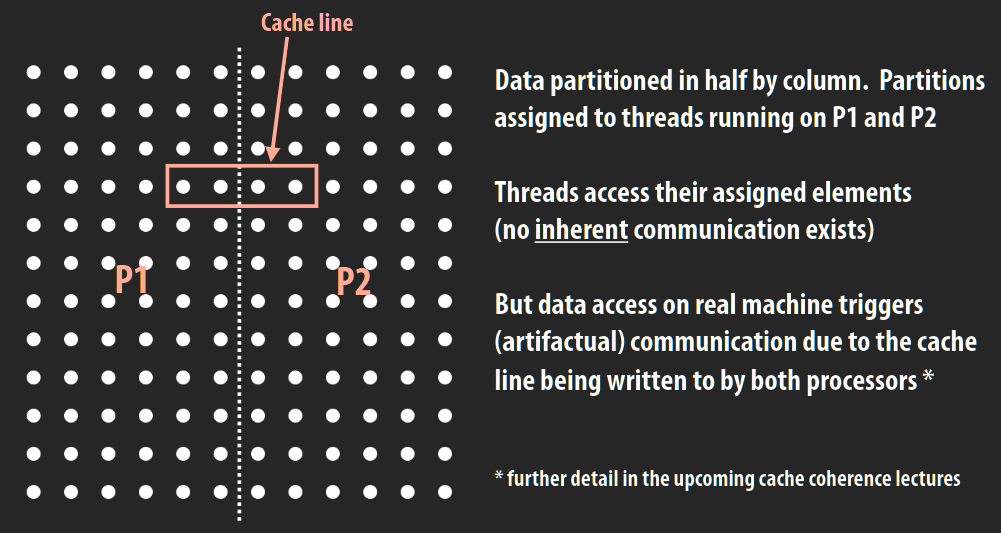 Cache line
P1
P2
Data partitioned in half by column.  Partitions
assigned to threads running on P1 and P2
Threads access their assigned elements
(no inherent communication exists)
But data access on real machine triggers
(artifactual) communication due to the cache
line being written to by both processors *
* further detail in the upcoming cache coherence lectures